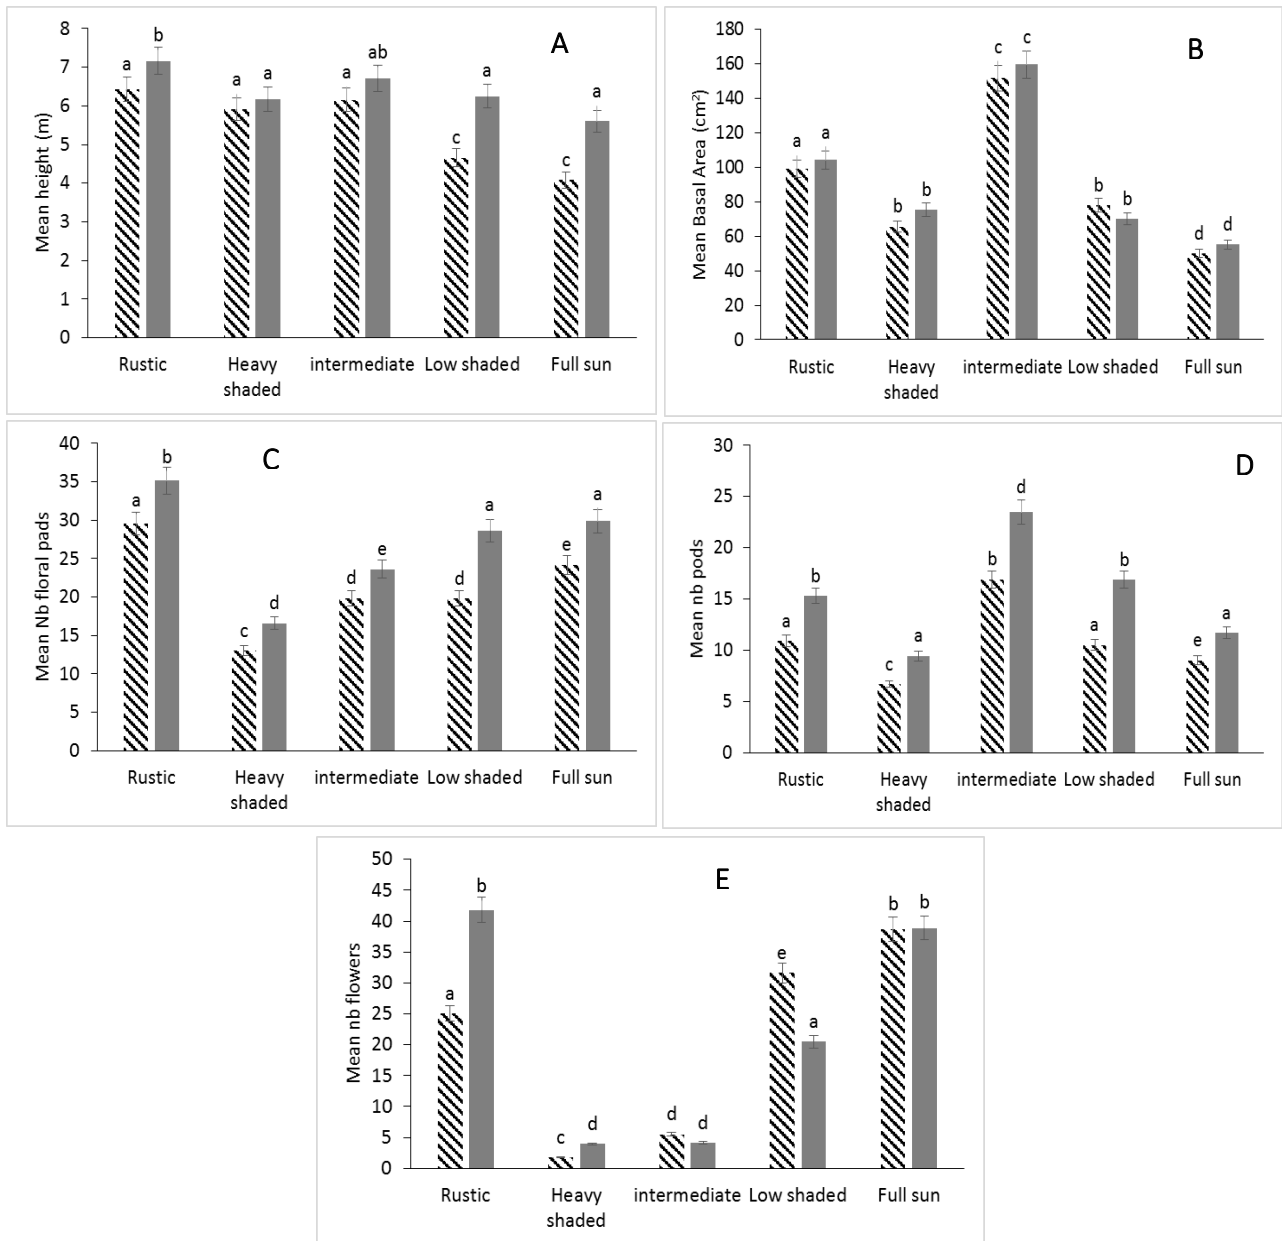 A
Mean height (m)
8
7
6
5
4
3
2
1
0
a b a a a ab c a c a
Rustic Heavy shaded intermediate Low shaded Full sun
B
Mean Basal Area (cm²)
180
160
140
120
100
80
60
40
20
0
a a b b c c b b d d
Rustic Heavy shaded intermediate Low shaded Full sun
C
Mean Nb floral pads
40
35
30
25
20
15
10
5
0
a b c d d e d a e a
Rustic Heavy shaded intermediate Low shaded Full sun
D
Mean nb pods
30
25
20
15
10
5
0
a b c a b d a b e a
Rustic Heavy shaded intermediate Low shaded Full sun
E
Mean nb flowers
50
45
40
35
30
25
20
15
10
5
0
a b c d d d e a b b
Rustic Heavy shaded intermediate Low shaded Full sun